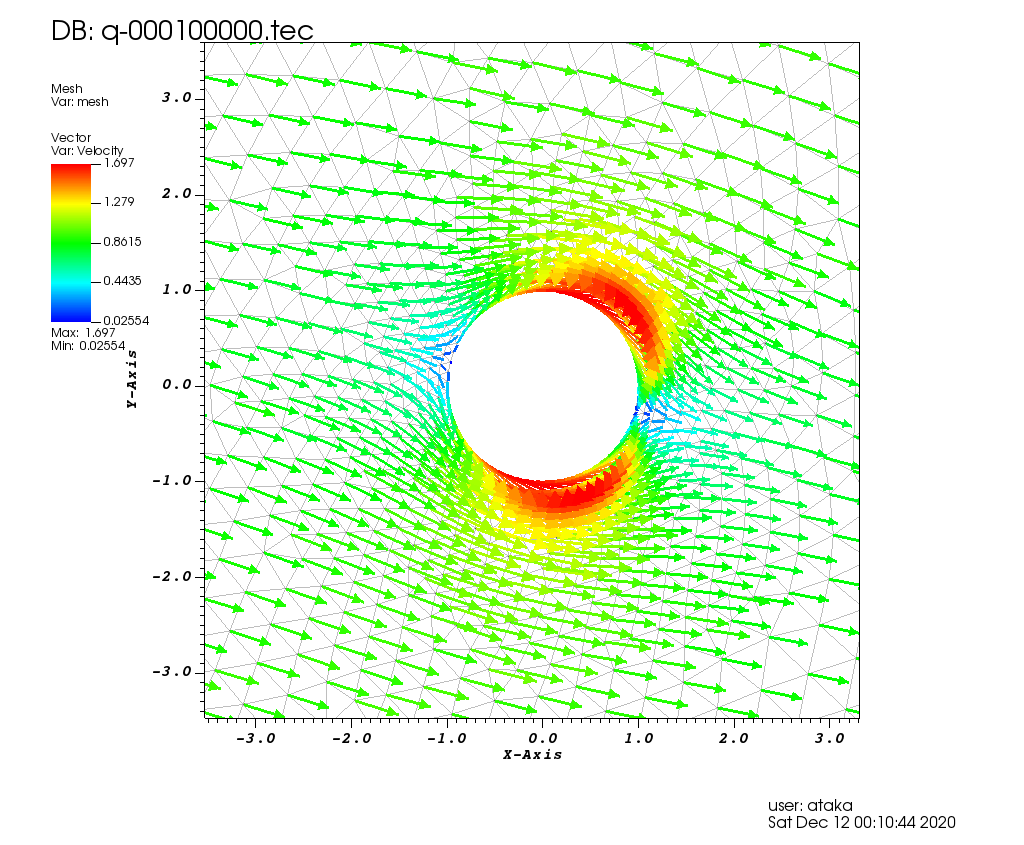 DB: q-000100000.tec
Mesh
Var: mesh
Vector
Var: Velocity
1.697
1.279
0.8615
0.4435
0.02554
Max: 1.697
Min: 0.02554
Y-Axis
3.0
2.0
1.0
0.0
-1.0
-2.0
-3.0
-3.0 -2.0 -1.0 0.0 1.0 2.0 3.0
X-Axis
user: ataka
Sat Dec 12 00:10:44 2020